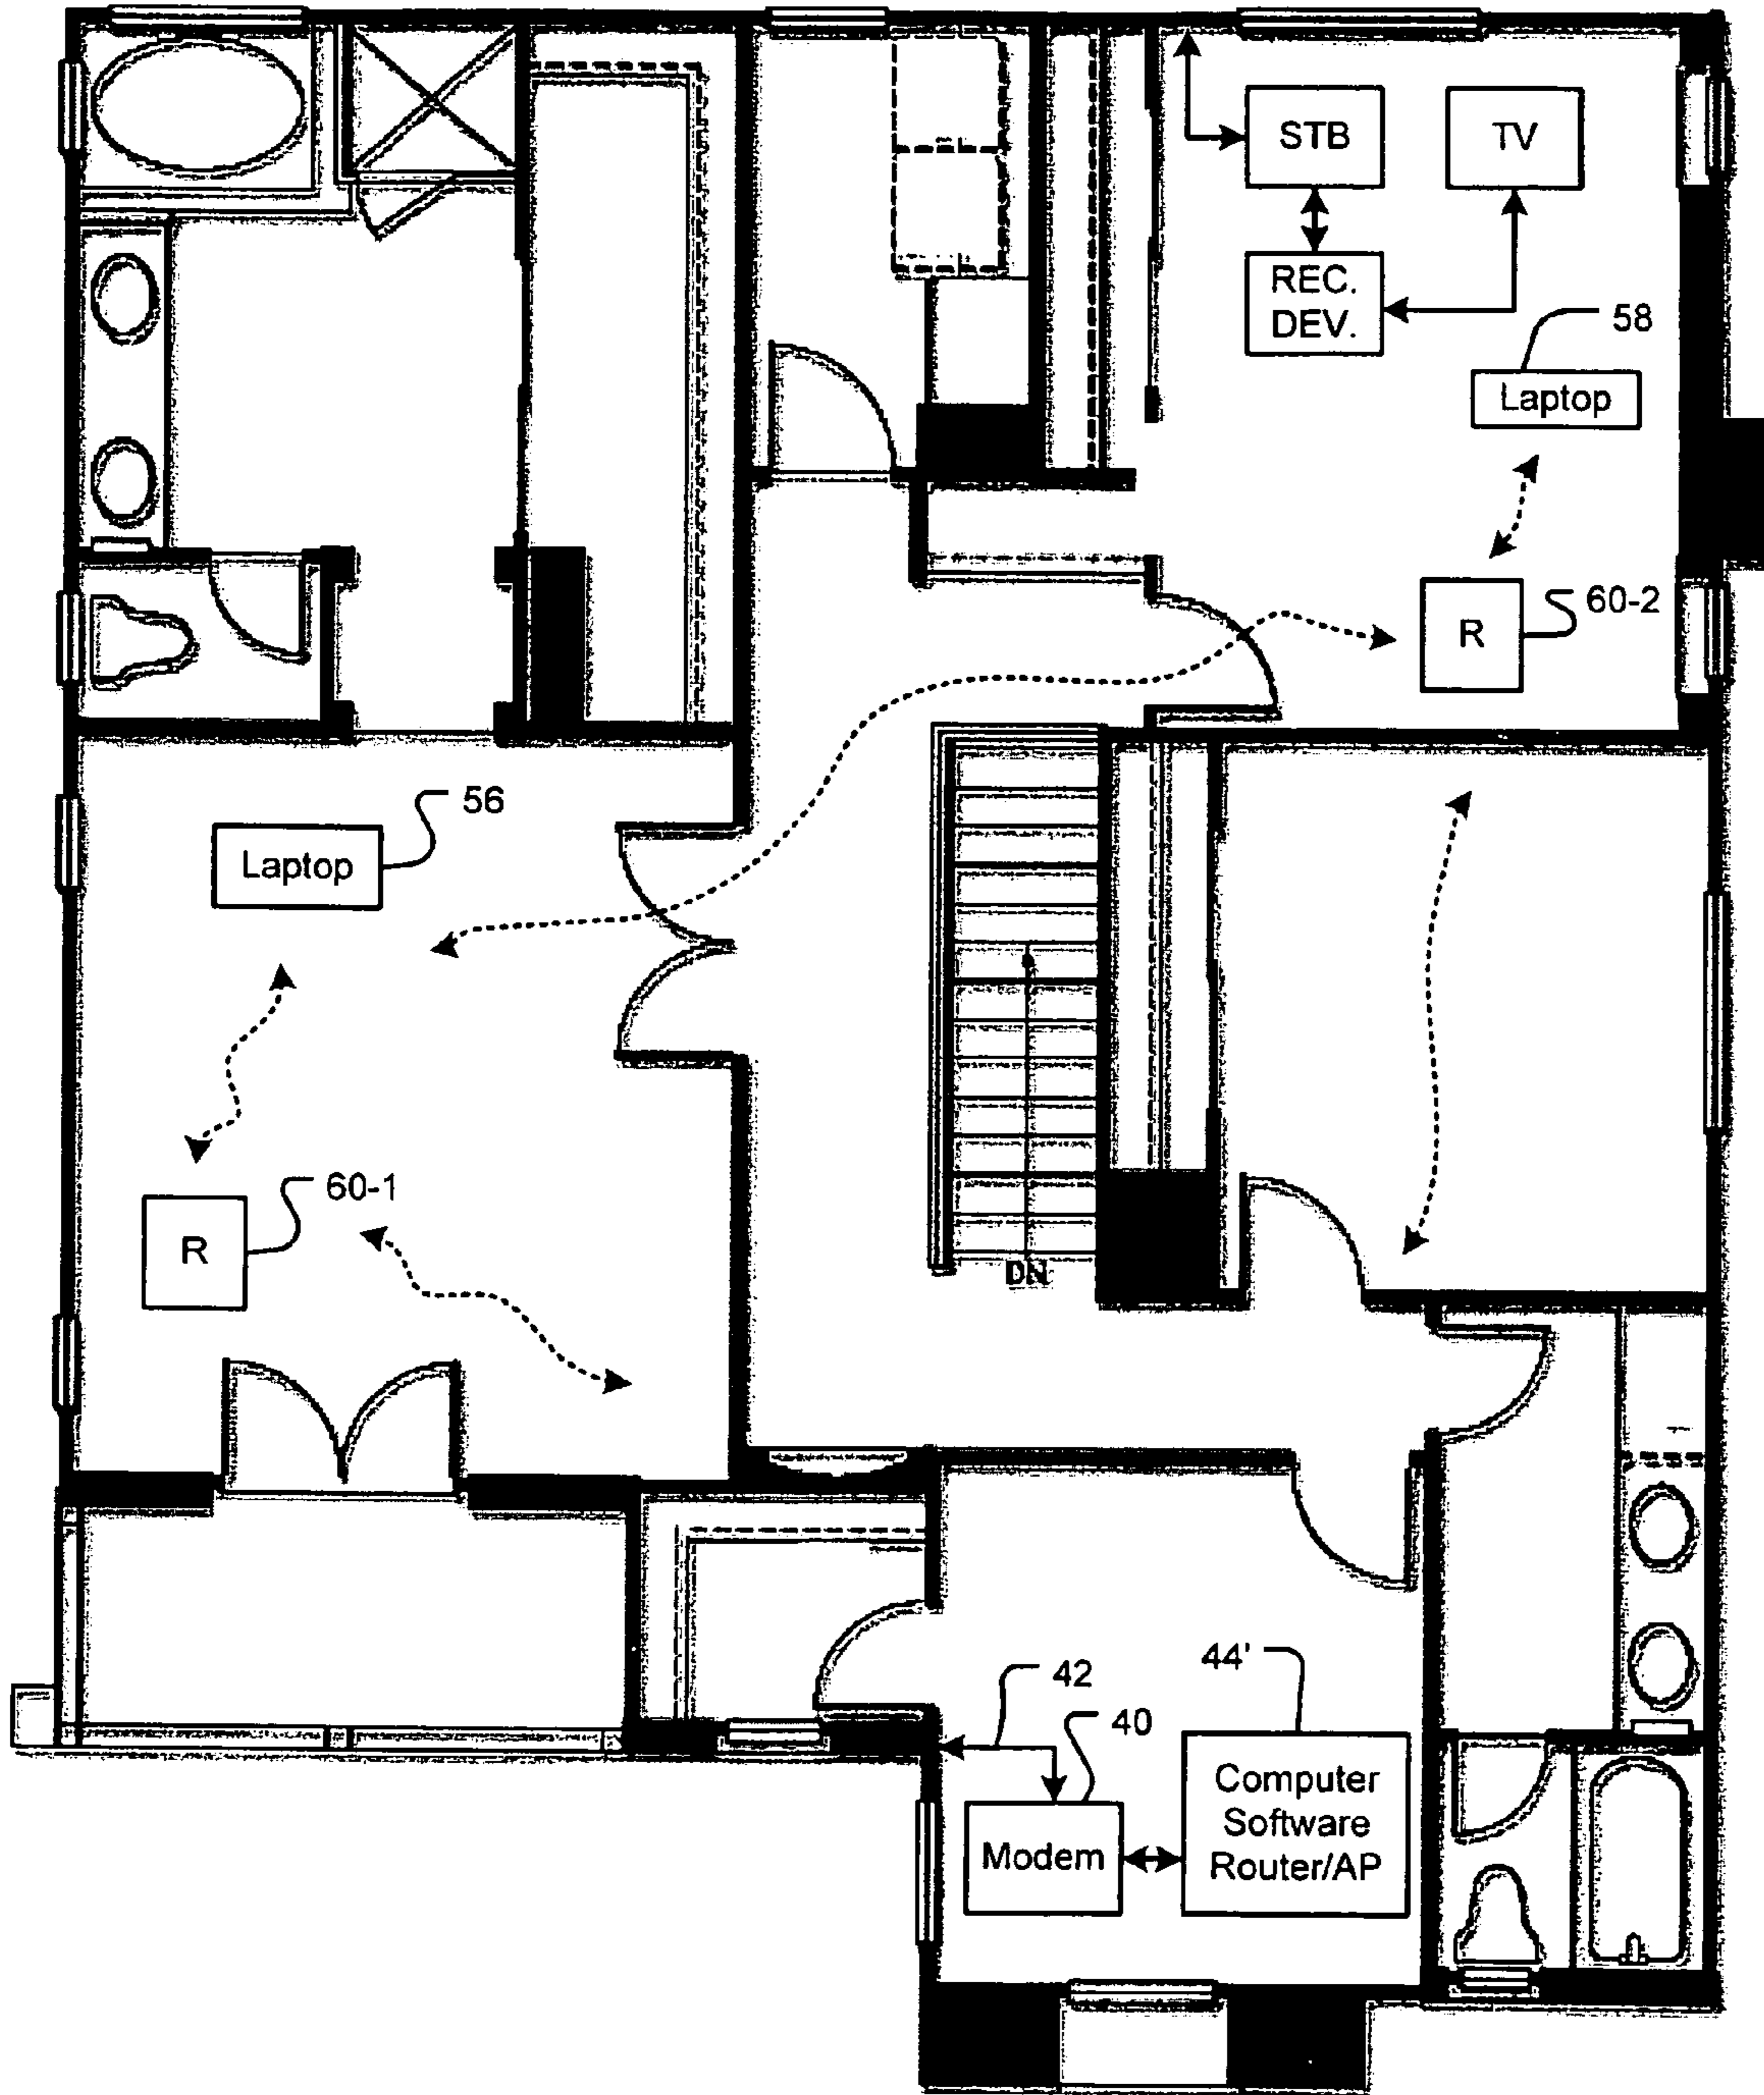 STB
TV
REC.
DEV.
58
Laptop
60-2
R
56
Laptop
60-1
R
DN
42
44'
40
Computer
Software
Router/AP
Modem